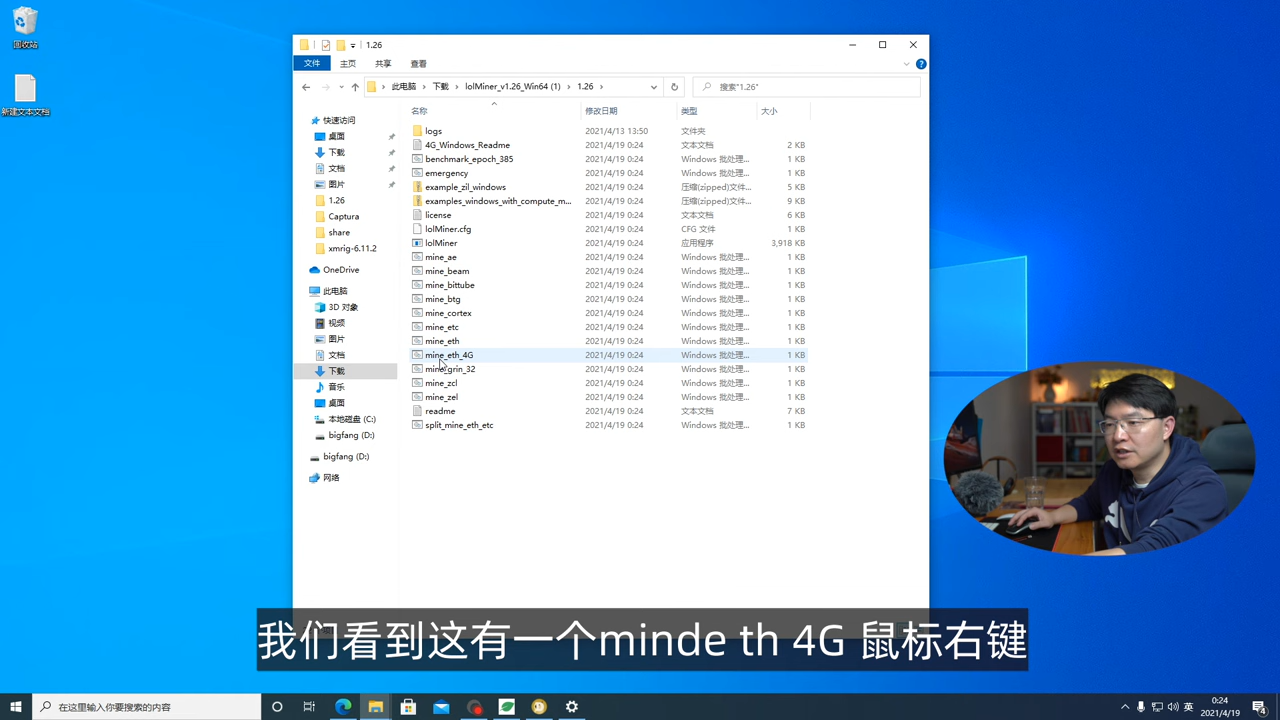 回收站
新建文本文档
1.26
文件
主页
共享
查看
此电脑 › 下载 › lolMiner_v1.26_Win64 (1) › 1.26 ›
搜索"1.26"
名称 修改日期 类型 大小
快速访问
桌面
下载
文档
图片
1.26
Captura
share
xmrig-6.11.2
OneDrive
此电脑
3D 对象
视频
图片
文档
下载
音乐
桌面
本地磁盘 (C:)
bigfang (D:)
bigfang (D:)
网络
logs 2021/4/13 13:50 文件夹
4G_Windows_Readme 2021/4/19 0:24 文本文档 2 KB
benchmark_epoch_385 2021/4/19 0:24 Windows 批处理... 1 KB
emergency 2021/4/19 0:24 Windows 批处理... 1 KB
example_zil_windows 2021/4/19 0:24 压缩(zipped)文件... 5 KB
examples_windows_with_compute_m... 2021/4/19 0:24 压缩(zipped)文件... 9 KB
license 2021/4/19 0:24 文本文档 6 KB
lolMiner.cfg 2021/4/19 0:24 CFG 文件 1 KB
lolMiner 2021/4/19 0:24 应用程序 3,918 KB
mine_ae 2021/4/19 0:24 Windows 批处理... 1 KB
mine_beam 2021/4/19 0:24 Windows 批处理... 1 KB
mine_bittube 2021/4/19 0:24 Windows 批处理... 1 KB
mine_btg 2021/4/19 0:24 Windows 批处理... 1 KB
mine_cortex 2021/4/19 0:24 Windows 批处理... 1 KB
mine_etc 2021/4/19 0:24 Windows 批处理... 1 KB
mine_eth 2021/4/19 0:24 Windows 批处理... 1 KB
mine_eth_4G 2021/4/19 0:24 Windows 批处理... 1 KB
mine_grin_32 2021/4/19 0:24 Windows 批处理... 1 KB
mine_zcl 2021/4/19 0:24 Windows 批处理... 1 KB
mine_zel 2021/4/19 0:24 Windows 批处理... 1 KB
readme 2021/4/19 0:24 文本文档 7 KB
split_mine_eth_etc 2021/4/19 0:24 Windows 批处理... 1 KB
我们看到这有一个minde th 4G 鼠标右键
在这里输入你要搜索的内容
英
0:24
2021/4/19
4